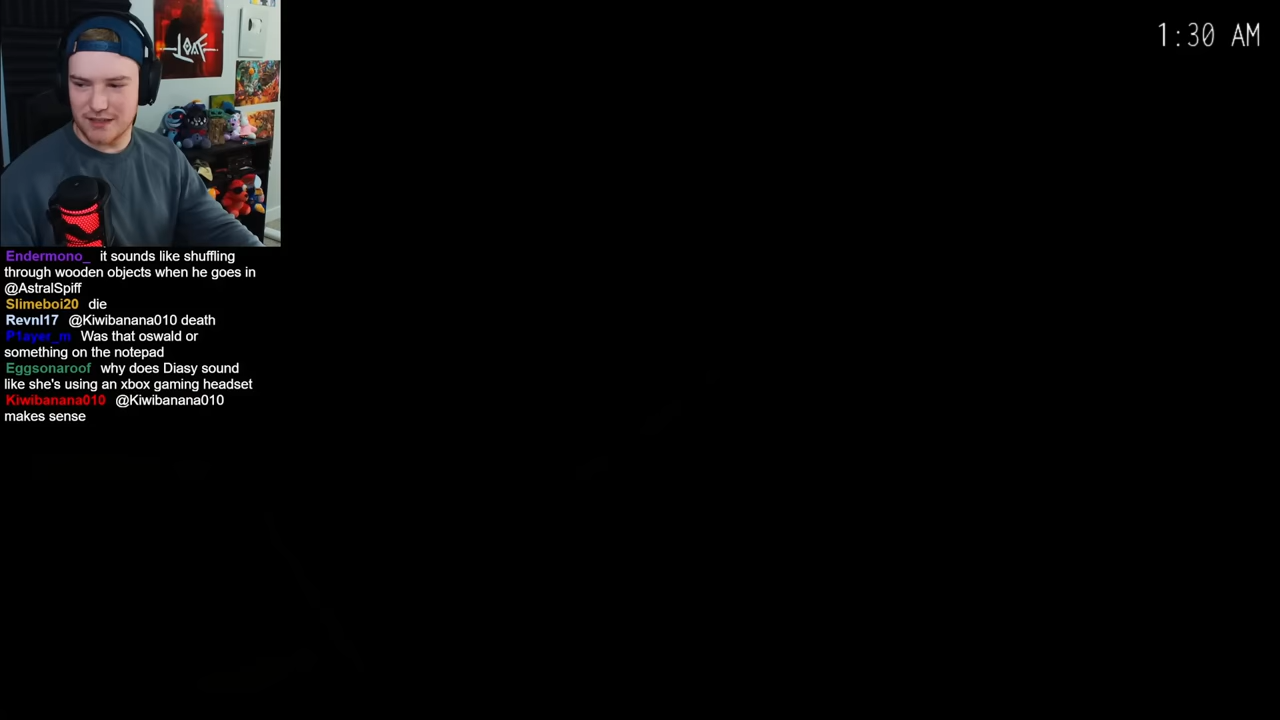 1:30 AM
LOAF
Endermono_ it sounds like shuffling
through wooden objects when he goes in
@AstralSpiff
Slimeboi20 die
Revnl17 @Kiwibanana010 death
P1ayer_m Was that oswald or
something on the notepad
Eggsonaroof why does Diasy sound
like she's using an xbox gaming headset
Kiwibanana010 @Kiwibanana010
makes sense